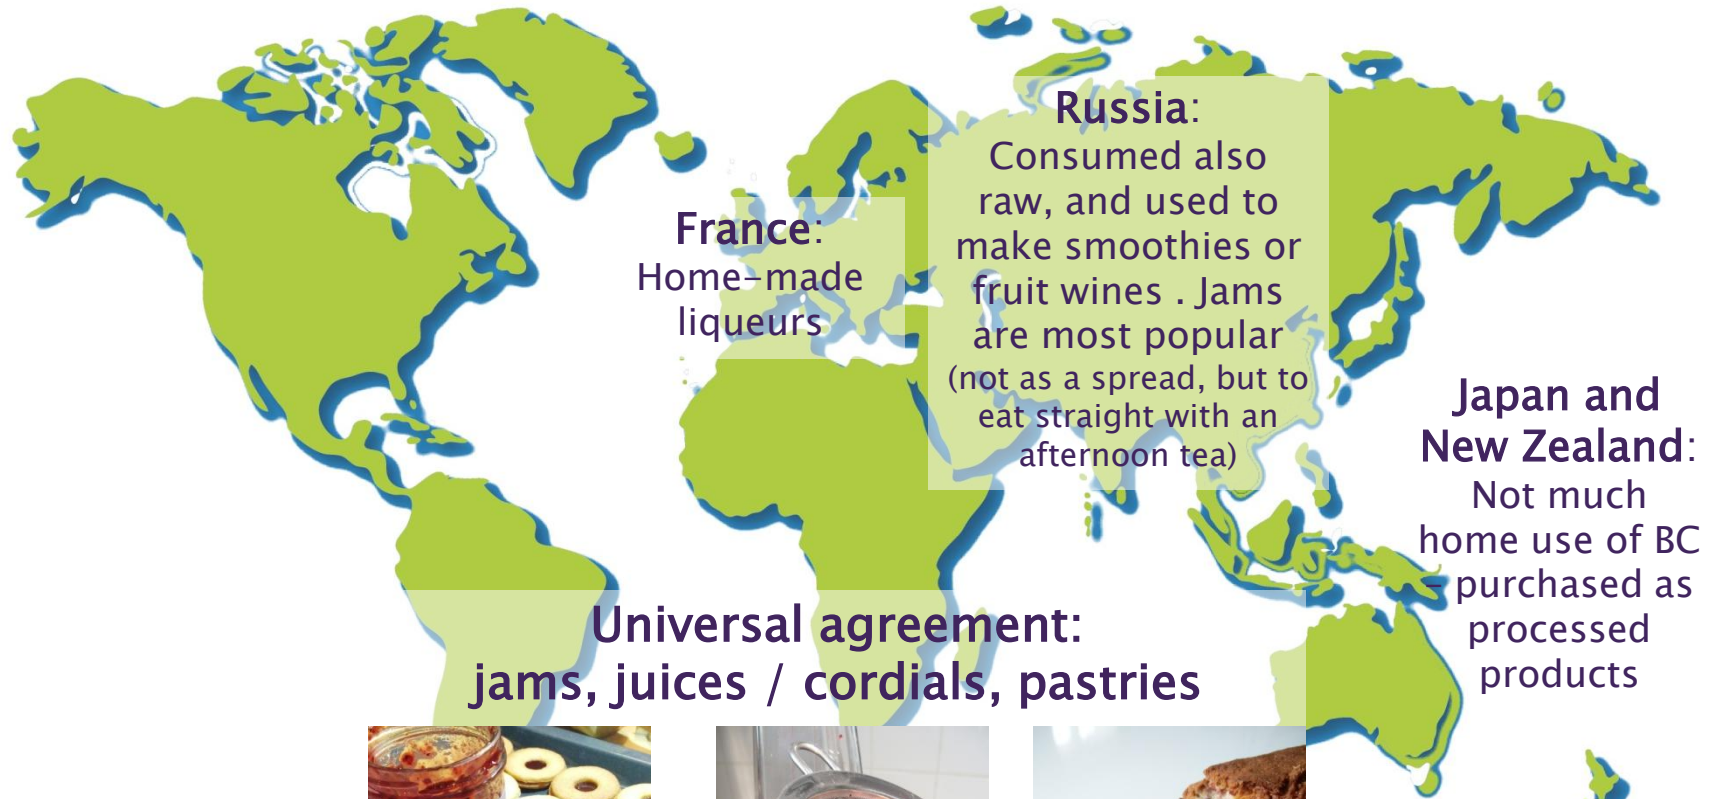 Russia:
Consumed also
raw, and used to
make smoothies or
fruit wines . Jams
are most popular
(not as a spread, but to
eat straight with an
afternoon tea)
France:
Home-made
liqueurs
Japan and
New Zealand:
Not much
home use of BC
- purchased as
processed
products
Universal agreement:
jams, juices / cordials, pastries